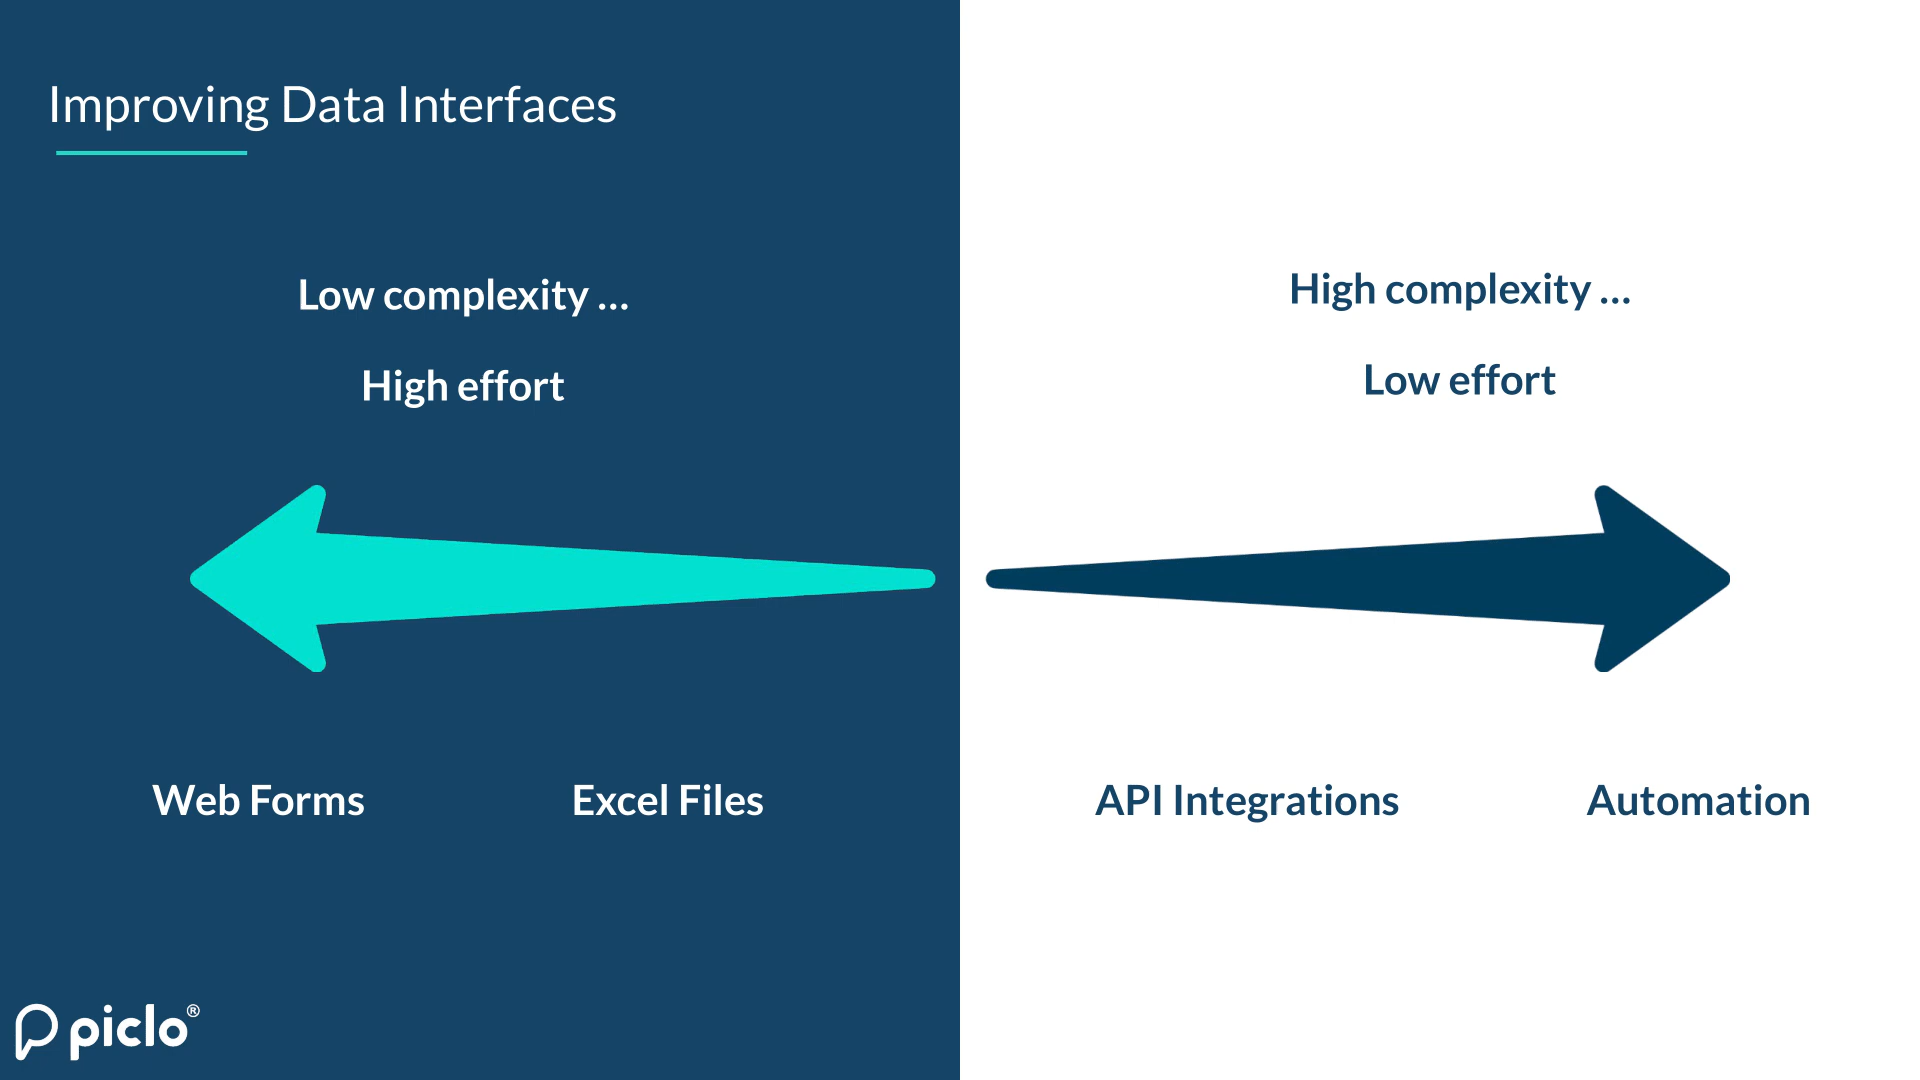 Improving Data Interfaces
Low complexity ...
High effort
High complexity ...
Low effort
Web Forms
Excel Files
API Integrations
Automation
piclo®